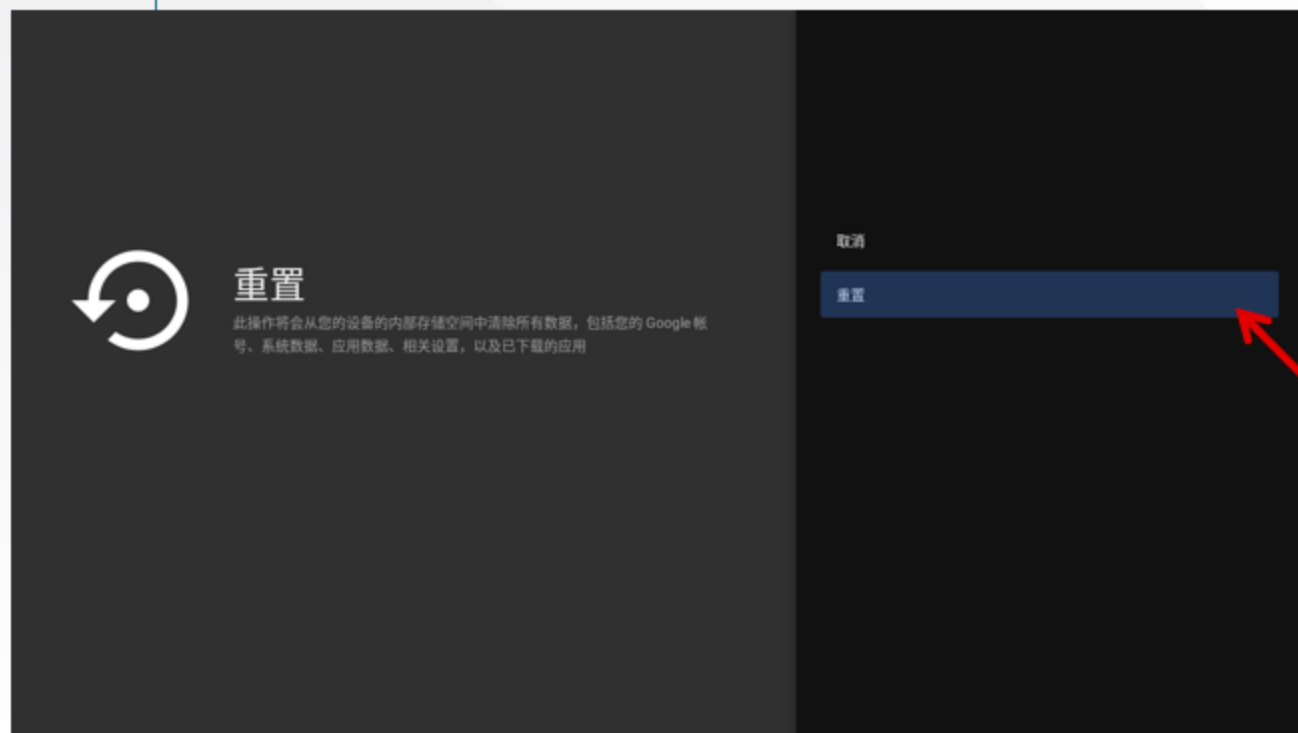 重置
此操作将会从您的设备的内部存储空间中清除所有数据，包括您的 Google 帐
号、系统数据、应用数据、相关设置，以及已下载的应用
取消
重置